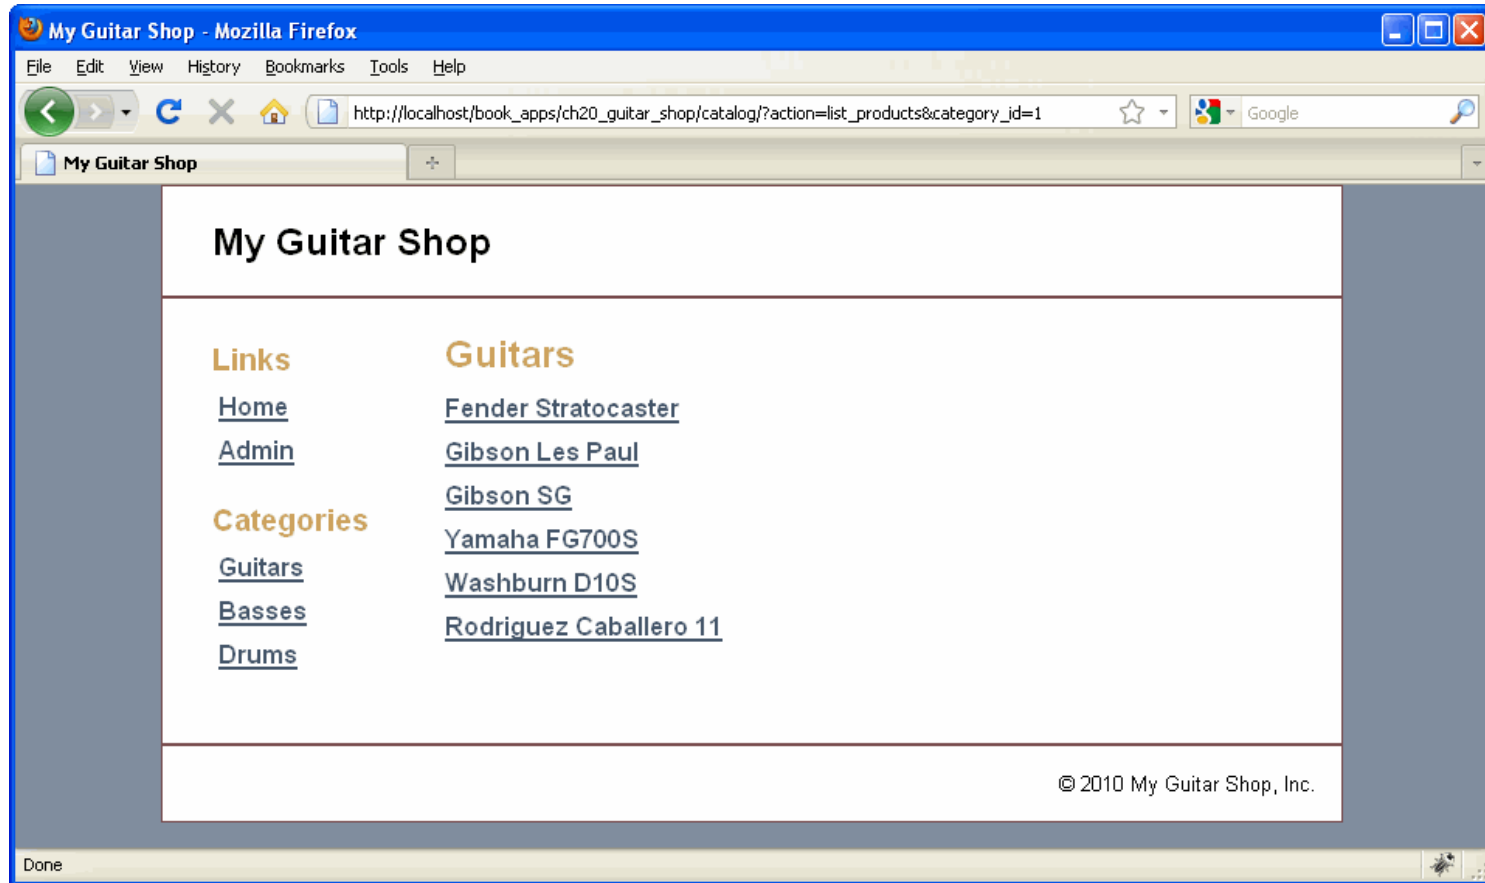 My Guitar Shop - Mozilla Firefox
File Edit View History Bookmarks Tools Help
http://localhost/book_apps/ch20_guitar_shop/catalog/?action=list_products&category_id=1
Google
My Guitar Shop
My Guitar Shop
Links
Home
Admin
Categories
Guitars
Basses
Drums
Guitars
Fender Stratocaster
Gibson Les Paul
Gibson SG
Yamaha FG700S
Washburn D10S
Rodriguez Caballero 11
© 2010 My Guitar Shop, Inc.
Done